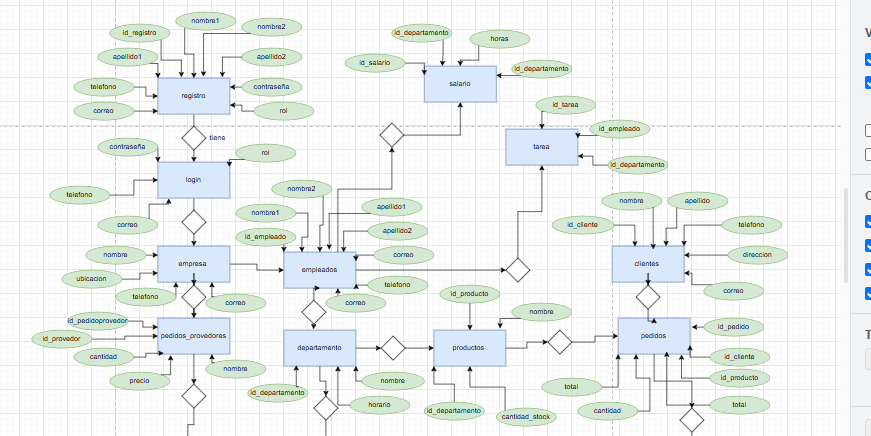 nombre1
nombre2
id_registro
apellido1
apellido2
telefono
contraseña
correo
rol
registro
tiene
contraseña
rol
login
telefono
correo
id_departamento
horas
id_salario
id_departamento
salario
id_tarea
id_empleado
tarea
id_departamento
nombre2
nombre1
apellido1
id_empleado
apellido2
correo
empleados
telefono
correo
nombre
ubicacion
empresa
telefono
correo
nombre
apellido
id_cliente
telefono
clientes
direccion
correo
id_pedidoprovedor
id_provedor
pedidos_provedores
cantidad
precio
nombre
departamento
id_departamento
nombre
horario
id_producto
nombre
productos
id_departamento
cantidad_stock
pedidos
id_pedido
id_cliente
id_producto
total
total
cantidad